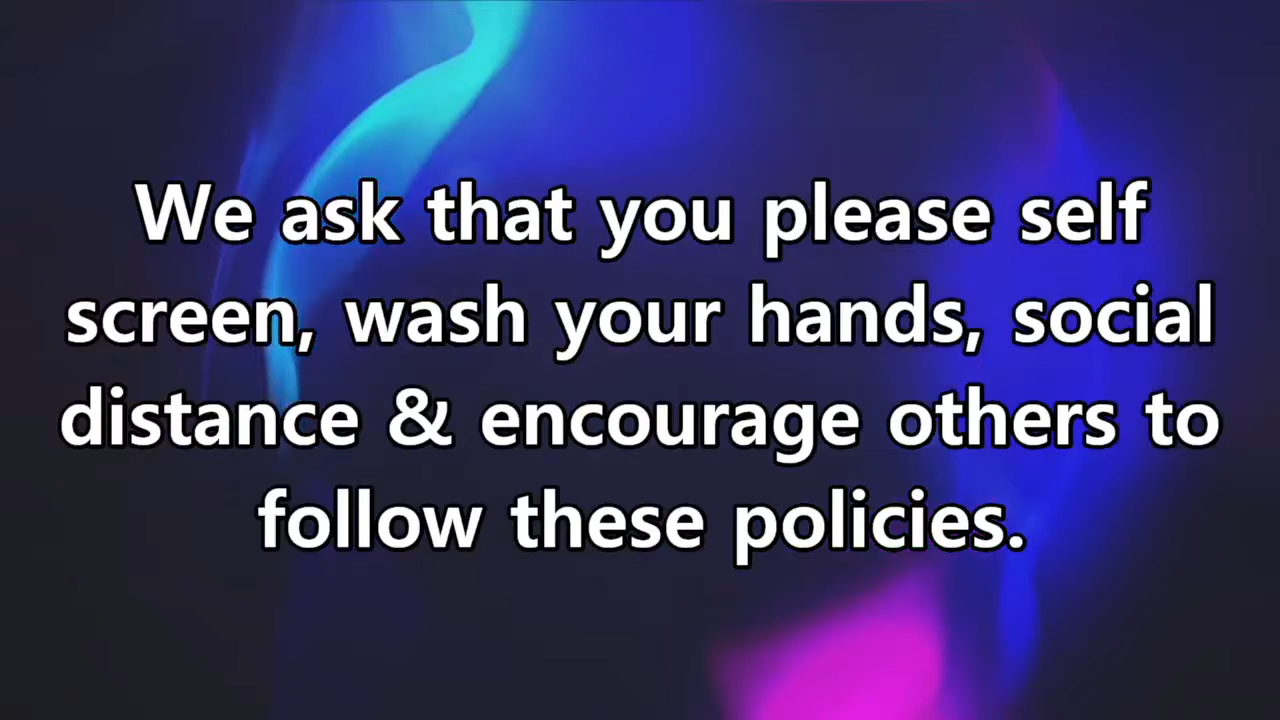 We ask that you please self
screen, wash your hands, social
distance & encourage others to
follow these policies.